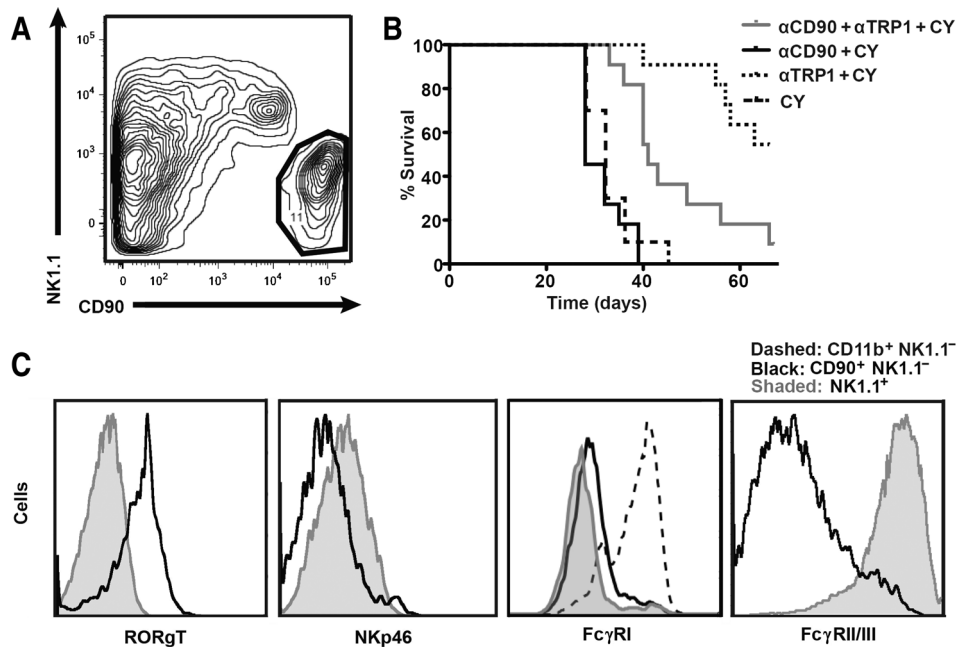 A
NK1.1
10⁵
10⁴
10³
0
11
0
10²
10³
10⁴
10⁵
CD90
B
% Survival
100
80
60
40
20
0
0
20
40
60
Time (days)
αCD90 + αTRP1 + CY
αCD90 + CY
αTRP1 + CY
CY
C
Dashed: CD11b⁺ NK1.1⁻
Black: CD90⁺ NK1.1⁻
Shaded: NK1.1⁺
Cells
RORgT
NKp46
FcγRI
FcγRII/III